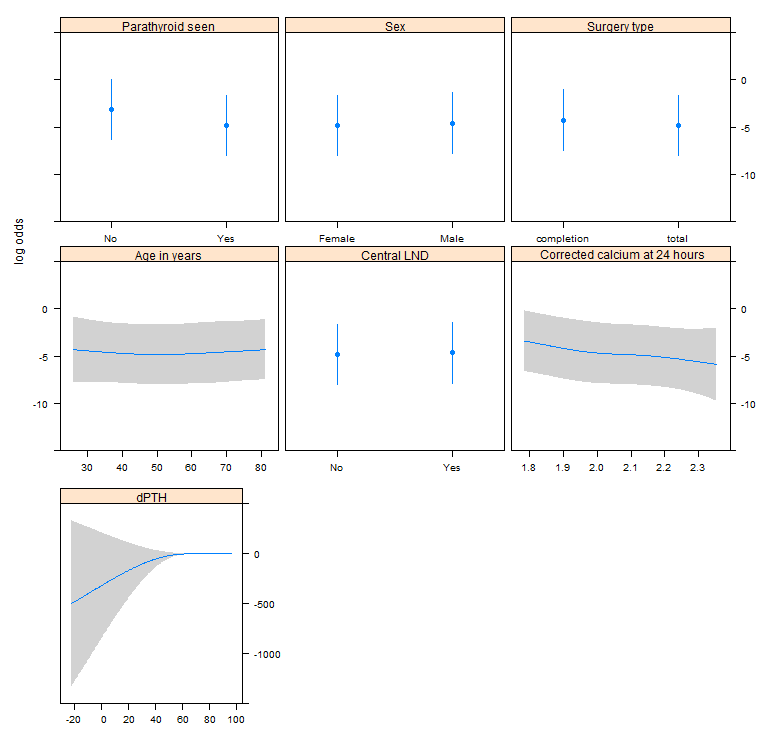 Parathyroid seen
Sex
Surgery type
0
-5
-10
No Yes
Female Male
completion total
log odds
Age in years
Central LND
Corrected calcium at 24 hours
0
-5
-10
0
-5
-10
30 40 50 60 70 80
No Yes
1.8 1.9 2.0 2.1 2.2 2.3
dPTH
0
-500
-1000
-20 0 20 40 60 80 100